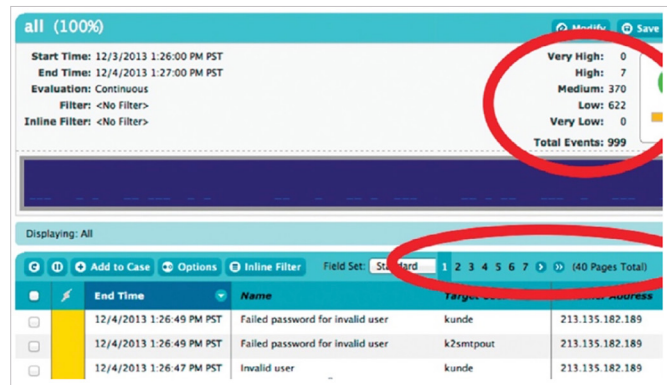 all (100%)
Modify Save
Start Time: 12/3/2013 1:26:00 PM PST
End Time: 12/4/2013 1:27:00 PM PST
Evaluation: Continuous
Filter: <No Filter>
Inline Filter: <No Filter>
Very High: 0
High: 7
Medium: 370
Low: 622
Very Low: 0
Total Events: 999
Displaying: All
Add to Case Options Inline Filter Field Set: Standard 1 2 3 4 5 6 7 (40 Pages Total)
End Time Name Target User Address
12/4/2013 1:26:49 PM PST Failed password for invalid user kunde 213.135.182.189
12/4/2013 1:26:49 PM PST Failed password for invalid user k2smtpout 213.135.182.189
12/4/2013 1:26:47 PM PST Invalid user kunde 213.135.182.189